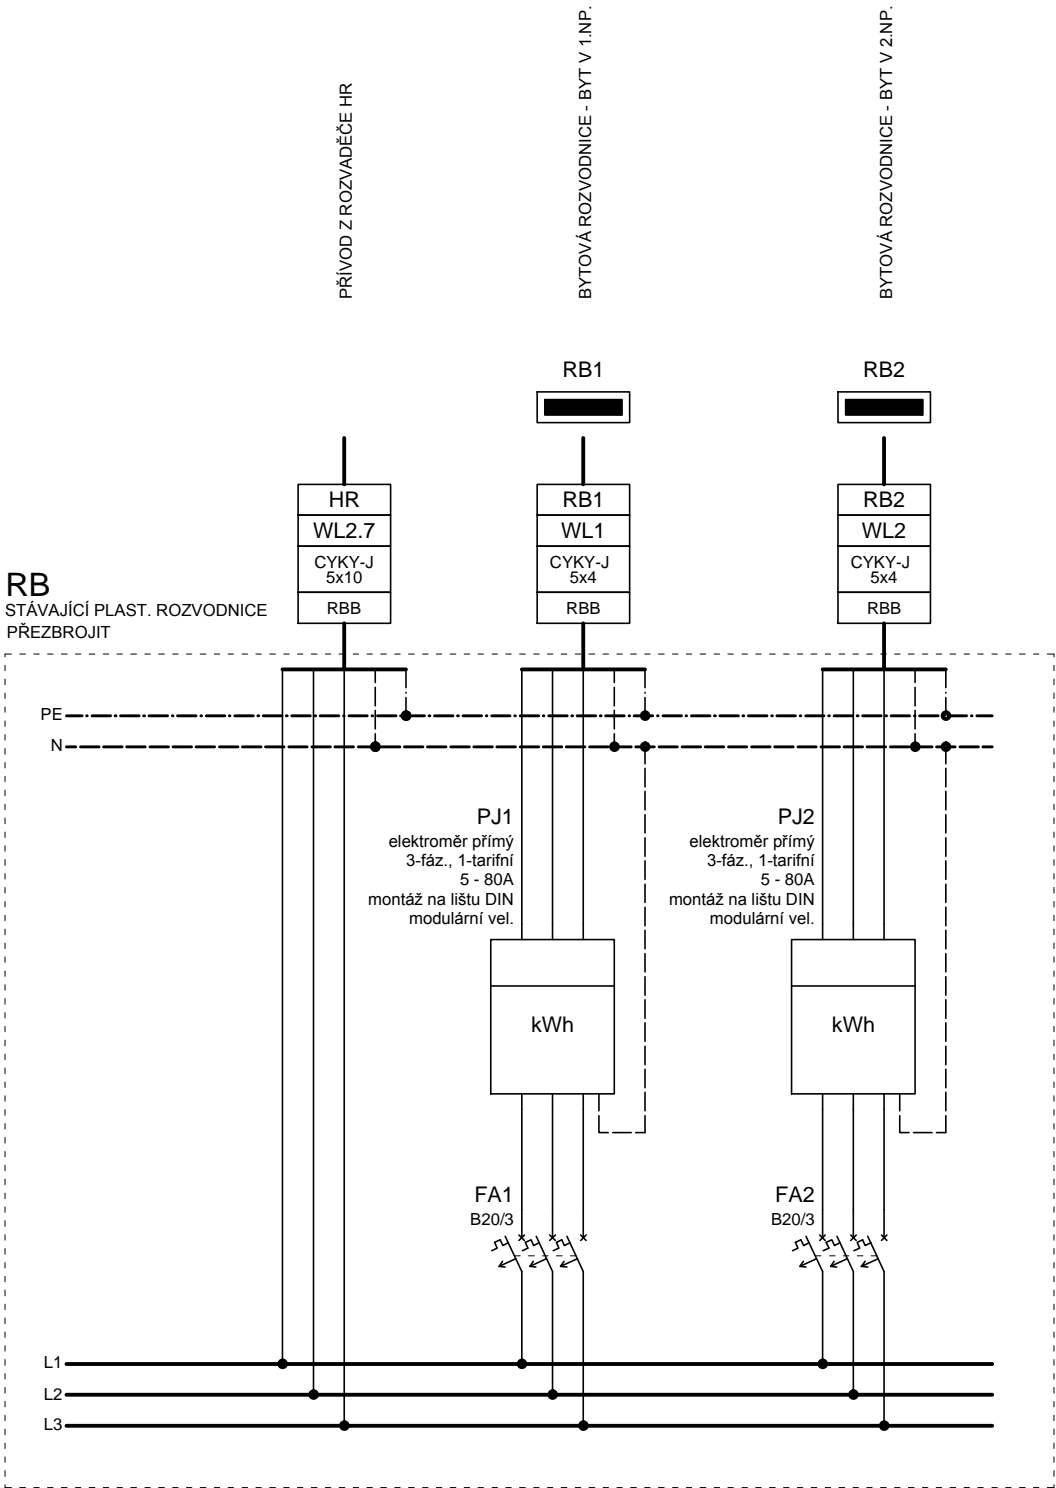 PŘÍVOD Z ROZVADĚČE HR
BYTOVÁ ROZVODNICE - BYT V 1.NP.
BYTOVÁ ROZVODNICE - BYT V 2.NP.
RB1
RB2
HR
WL2.7
CYKY-J
5x10
RBB
RB1
WL1
CYKY-J
5x4
RBB
RB2
WL2
CYKY-J
5x4
RBB
RB
STÁVAJÍCÍ PLAST. ROZVODNICE
PŘEZBROJIT
PE
N
PJ1
elektroměr přímý
3-fáz., 1-tarifní
5 - 80A
montáž na lištu DIN
modulární vel.
kWh
PJ2
elektroměr přímý
3-fáz., 1-tarifní
5 - 80A
montáž na lištu DIN
modulární vel.
kWh
FA1
B20/3
FA2
B20/3
L1
L2
L3